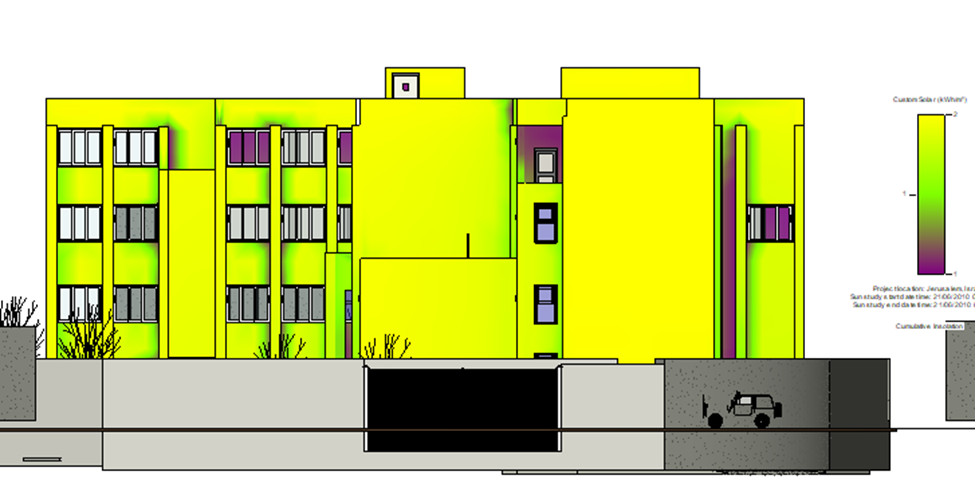 Custom Solar (kWh/m²)
2
1
1
Project location: Jerusalem, Isra
Sun study start date time: 21/06/2010
Sun study end date time: 21/06/2010
Cumulative Insolation